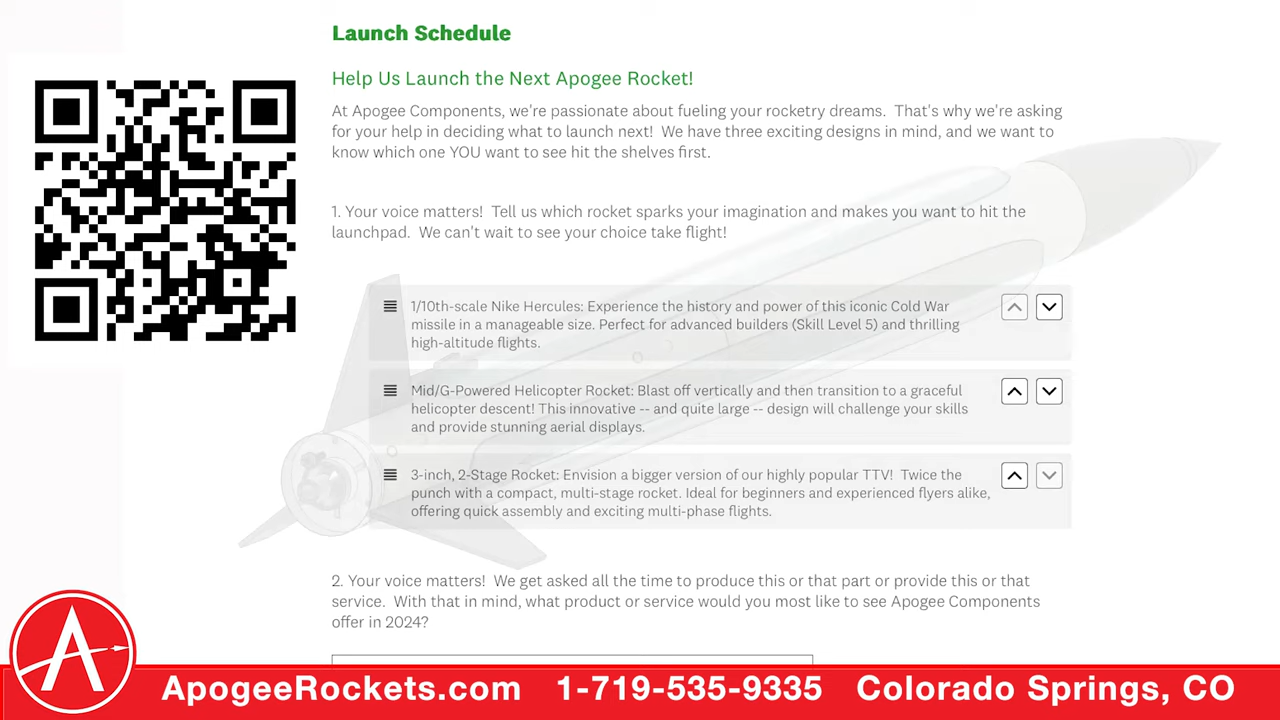 Launch Schedule
Help Us Launch the Next Apogee Rocket!
At Apogee Components, we're passionate about fueling your rocketry dreams. That's why we're asking
for your help in deciding what to launch next! We have three exciting designs in mind, and we want to
know which one YOU want to see hit the shelves first.
1. Your voice matters! Tell us which rocket sparks your imagination and makes you want to hit the
launchpad. We can't wait to see your choice take flight!
1/10th-scale Nike Hercules: Experience the history and power of this iconic Cold War
missile in a manageable size. Perfect for advanced builders (Skill Level 5) and thrilling
high-altitude flights.
Mid/G-Powered Helicopter Rocket: Blast off vertically and then transition to a graceful
helicopter descent! This innovative -- and quite large -- design will challenge your skills
and provide stunning aerial displays.
3-inch, 2-Stage Rocket: Envision a bigger version of our highly popular TTV! Twice the
punch with a compact, multi-stage rocket. Ideal for beginners and experienced flyers alike,
offering quick assembly and exciting multi-phase flights.
2. Your voice matters! We get asked all the time to produce this or that part or provide this or that
service. With that in mind, what product or service would you most like to see Apogee Components
offer in 2024?
ApogeeRockets.com 1-719-535-9335 Colorado Springs, CO